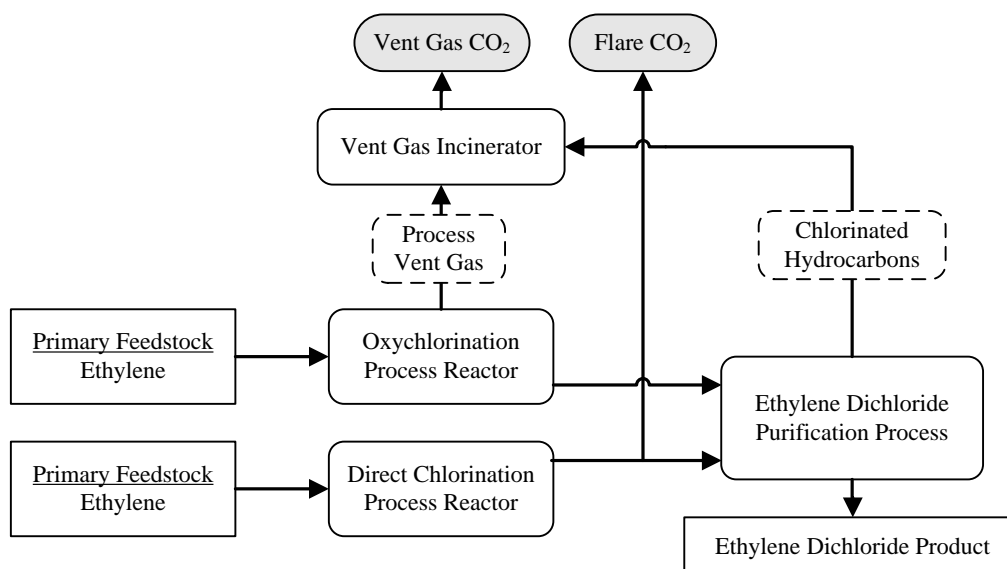 Vent Gas CO₂
Flare CO₂
Vent Gas Incinerator
Process
Vent Gas
Chlorinated
Hydrocarbons
Primary Feedstock
Ethylene
Oxychlorination
Process Reactor
Ethylene Dichloride
Purification Process
Primary Feedstock
Ethylene
Direct Chlorination
Process Reactor
Ethylene Dichloride Product